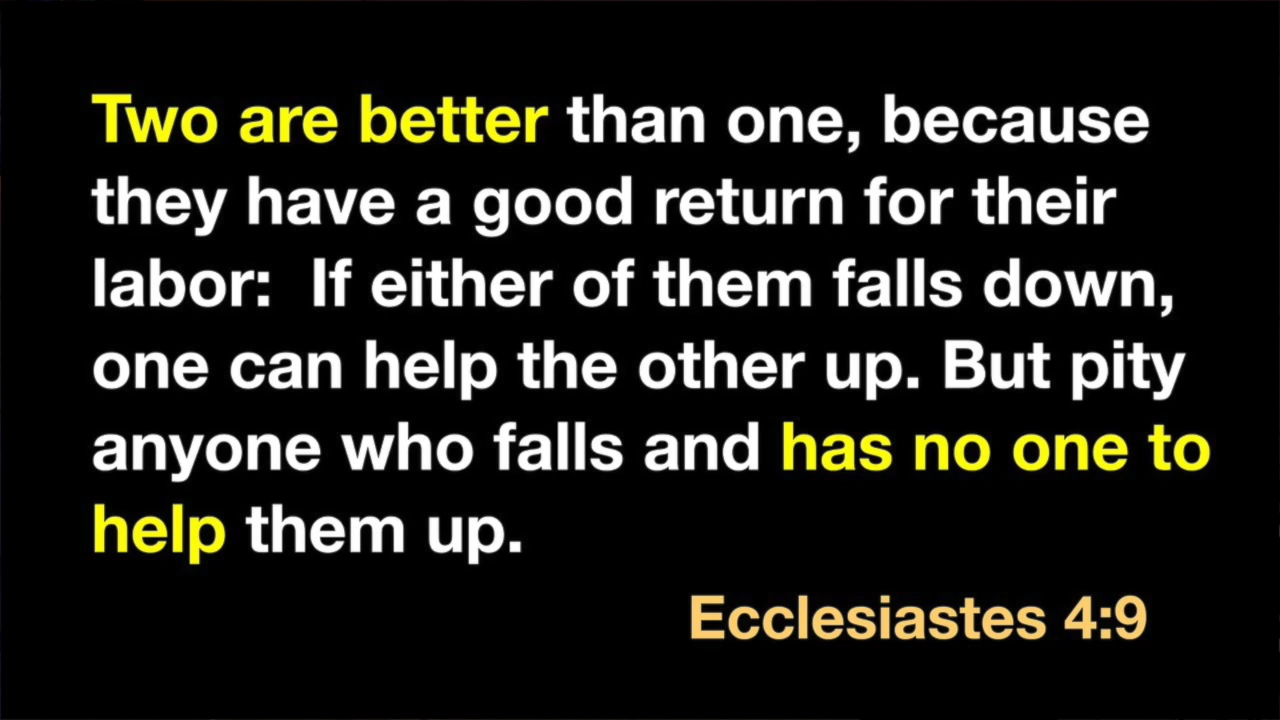 Two are better than one, because
they have a good return for their
labor:  If either of them falls down,
one can help the other up. But pity
anyone who falls and has no one to
help them up.
Ecclesiastes 4:9